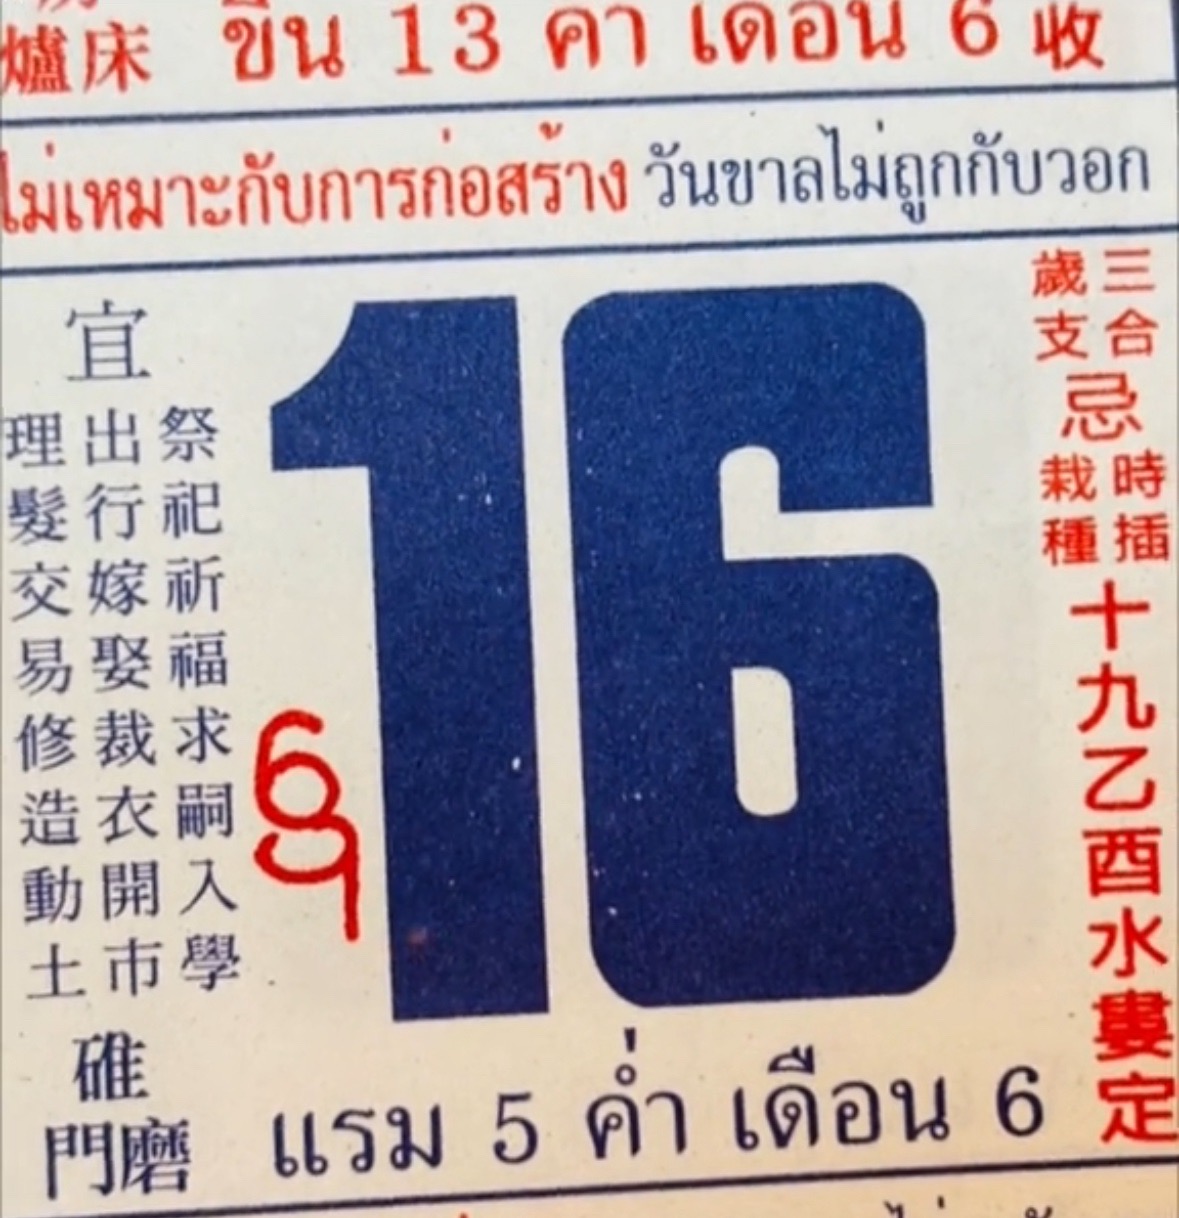 爐床 ขึ้น 13 ค่ำ เดือน 6 收
ไม่เหมาะกับการก่อสร้าง วันขาลไม่ถูกกับวอก
宜
祭祀祈福求嗣入學
出行嫁娶裁衣開市
理髮交易修造動土
碓磨門
69
16
三合
歲支
忌
時插
栽種
十九乙酉水婁定
แรม 5 ค่ำ เดือน 6